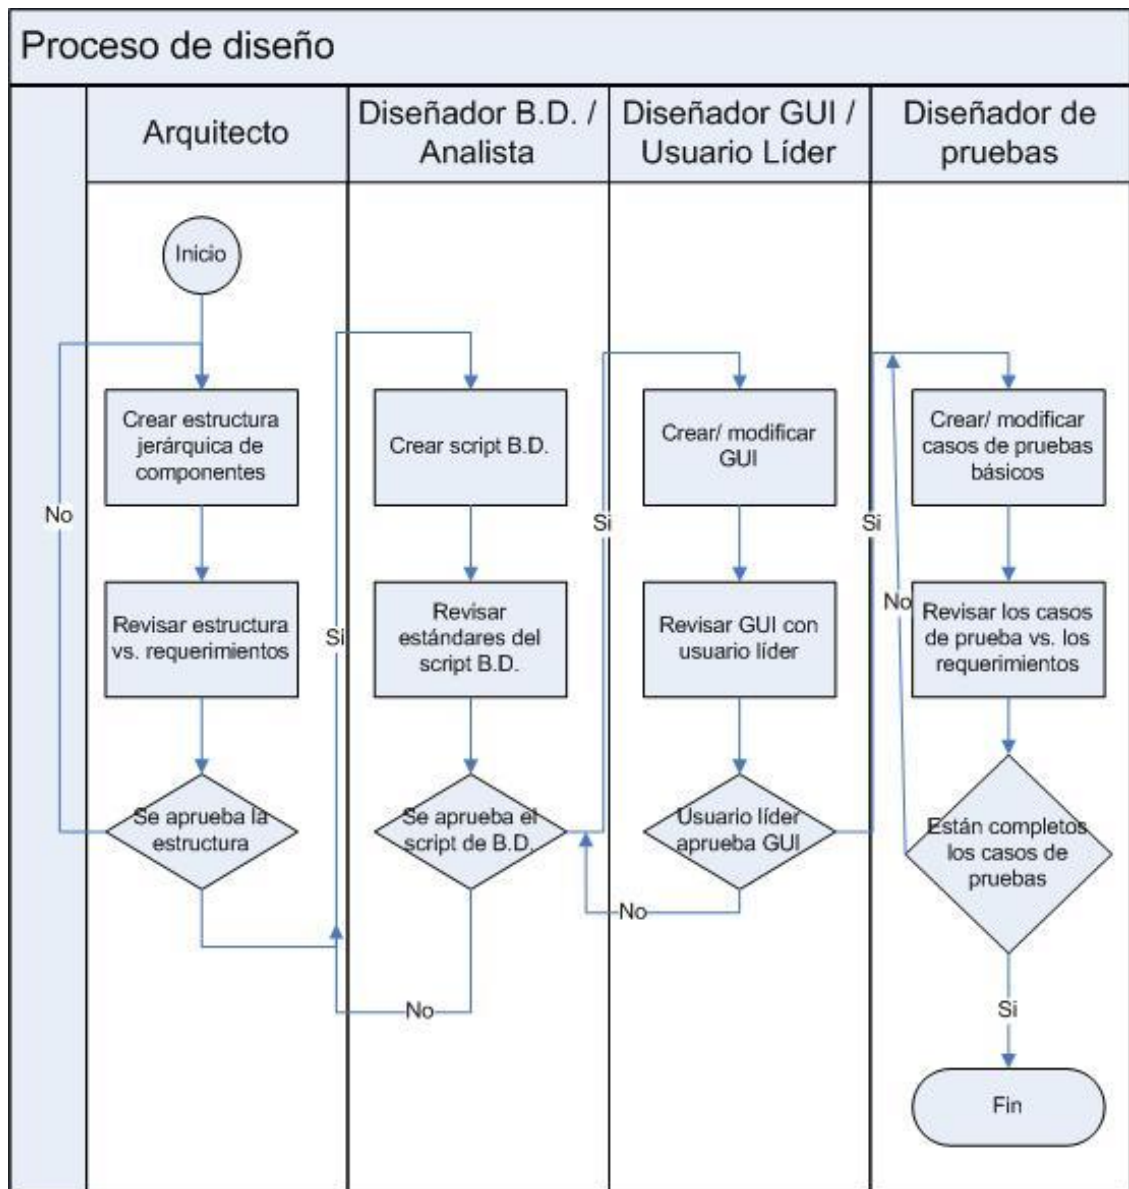 Proceso de diseño
Arquitecto
Diseñador B.D. /
Analista
Diseñador GUI /
Usuario Líder
Diseñador de
pruebas
Inicio
Crear estructura
jerárquica de
componentes
Crear script B.D.
Crear/ modificar
GUI
Crear/ modificar
casos de pruebas
básicos
No
Si
Si
Si
No
Revisar estructura
vs. requerimientos
Revisar
estándares del
script B.D.
Revisar GUI con
usuario líder
Revisar los casos
de prueba vs. los
requerimientos
Se aprueba la
estructura
Se aprueba el
script de B.D.
Usuario líder
aprueba GUI
Están completos
los casos de
pruebas
No
No
Si
Fin